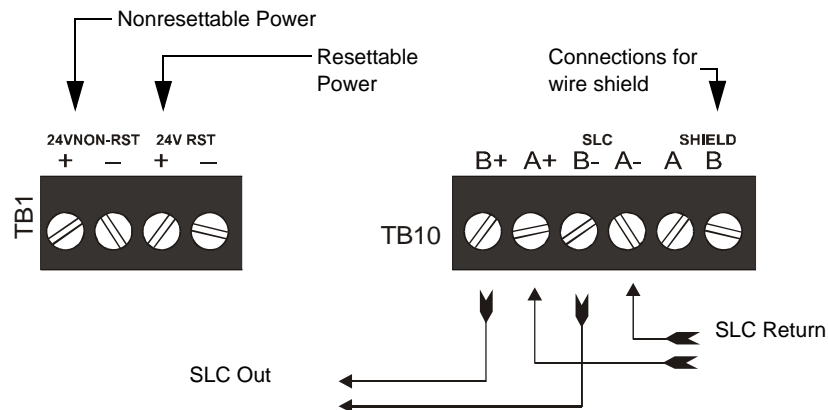 Nonresettable Power
Resettable
Power
Connections for
wire shield
24VNON-RST 24V RST
+ – + –
TB1
SLC SHIELD
B+ A+ B- A- A B
TB10
SLC Return
SLC Out